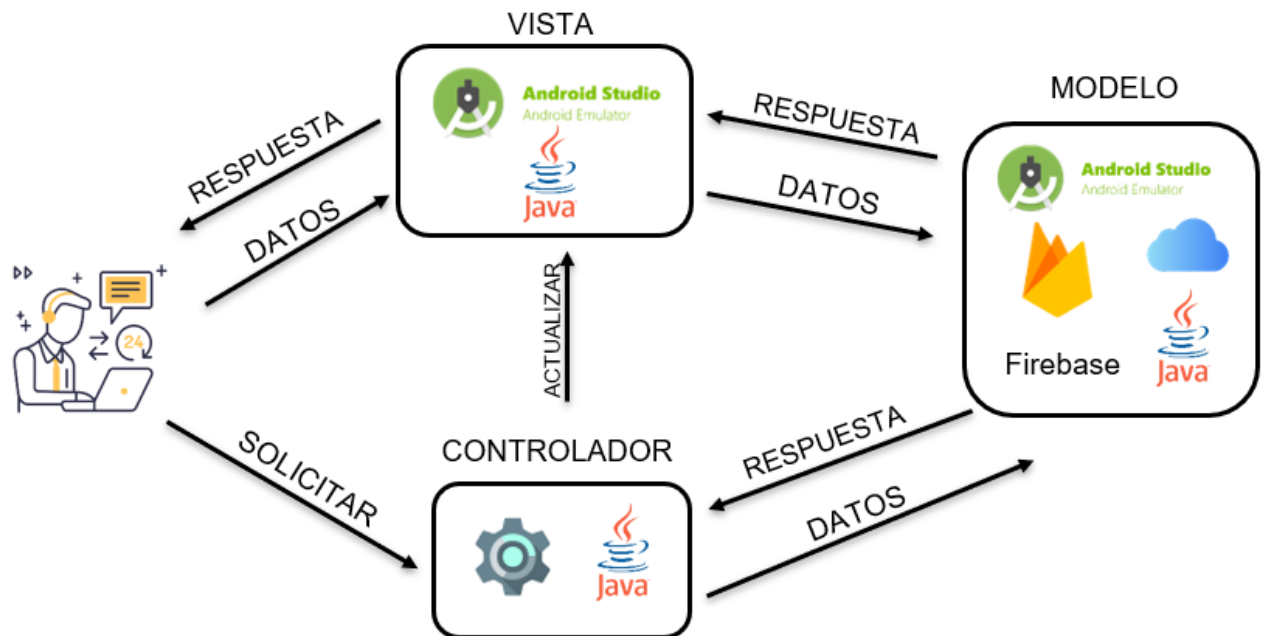 VISTA
Android Studio
Android Emulator
Java
MODELO
Android Studio
Android Emulator
Firebase
Java
RESPUESTA
DATOS
RESPUESTA
DATOS
ACTUALIZAR
24
SOLICITAR
CONTROLADOR
Java
RESPUESTA
DATOS